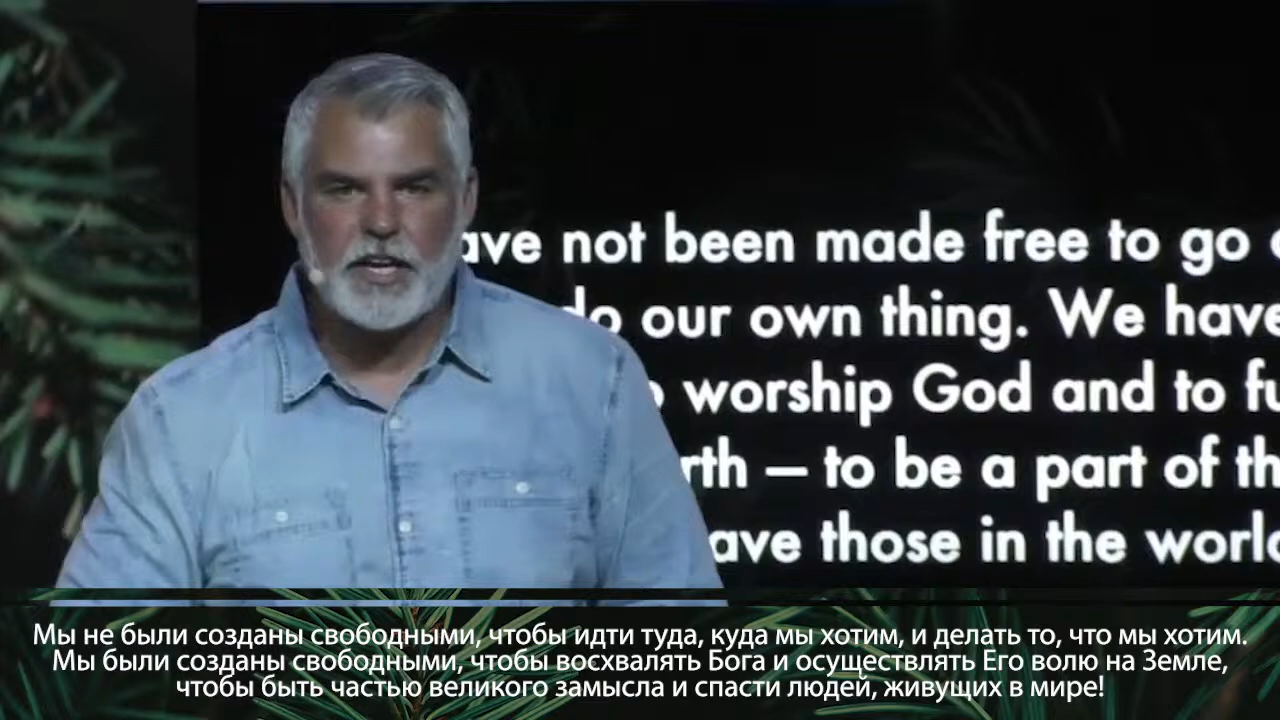 ave not been made free to go
do our own thing. We have
worship God and to fu
rth – to be a part of th
ave those in the world
Мы не были созданы свободными, чтобы идти туда, куда мы хотим, и делать то, что мы хотим.
Мы были созданы свободными, чтобы восхвалять Бога и осуществлять Его волю на Земле,
чтобы быть частью великого замысла и спасти людей, живущих в мире!